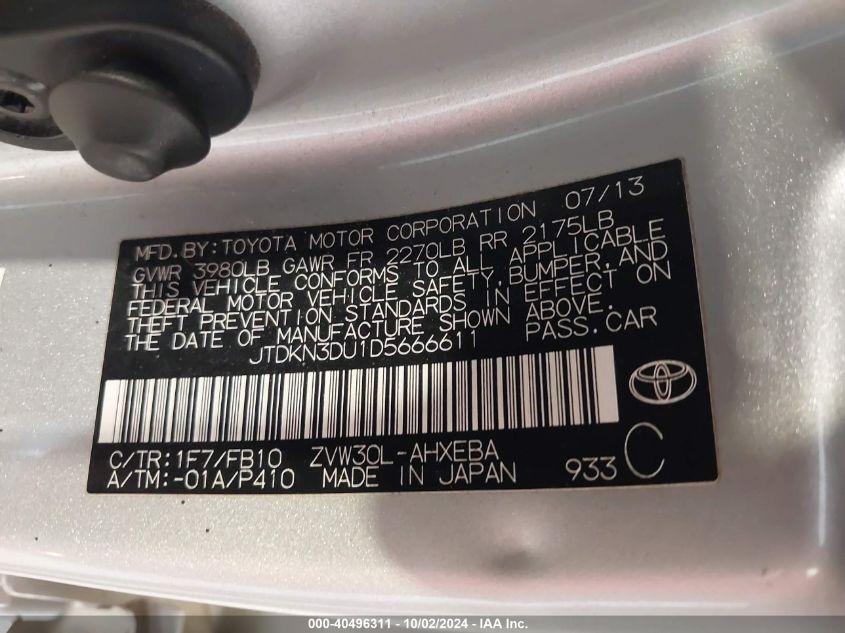 MFD.BY:TOYOTA MOTOR CORPORATION 07/13
GVWR 3980LB GAWR FR 2270LB RR 2175LB
THIS VEHICLE CONFORMS TO ALL APPLICABLE
FEDERAL MOTOR VEHICLE SAFETY,BUMPER,AND
THEFT PREVENTION STANDARDS IN EFFECT ON
THE DATE OF MANUFACTURE SHOWN ABOVE.
JTDKN3DU1D5666611 PASS.CAR
C/TR:1F7/FB10 ZVW30L-AHXEBA
A/TM:-01A/P410 MADE IN JAPAN 933 C
000-40496311 - 10/02/2024 - IAA Inc.